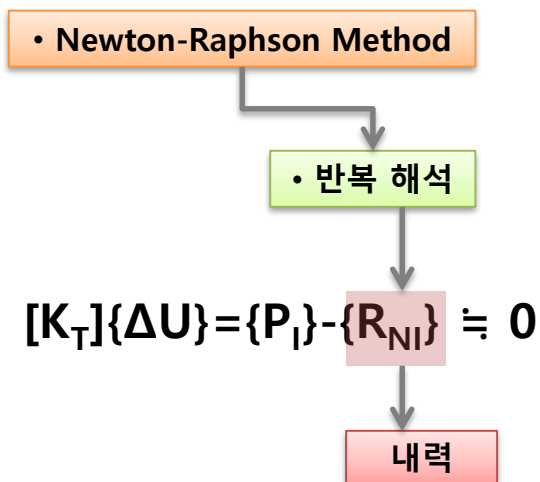 • Newton-Raphson Method
• 반복 해석
[K_T]{ΔU}={P_I}-{R_NI} ≒ 0
내력